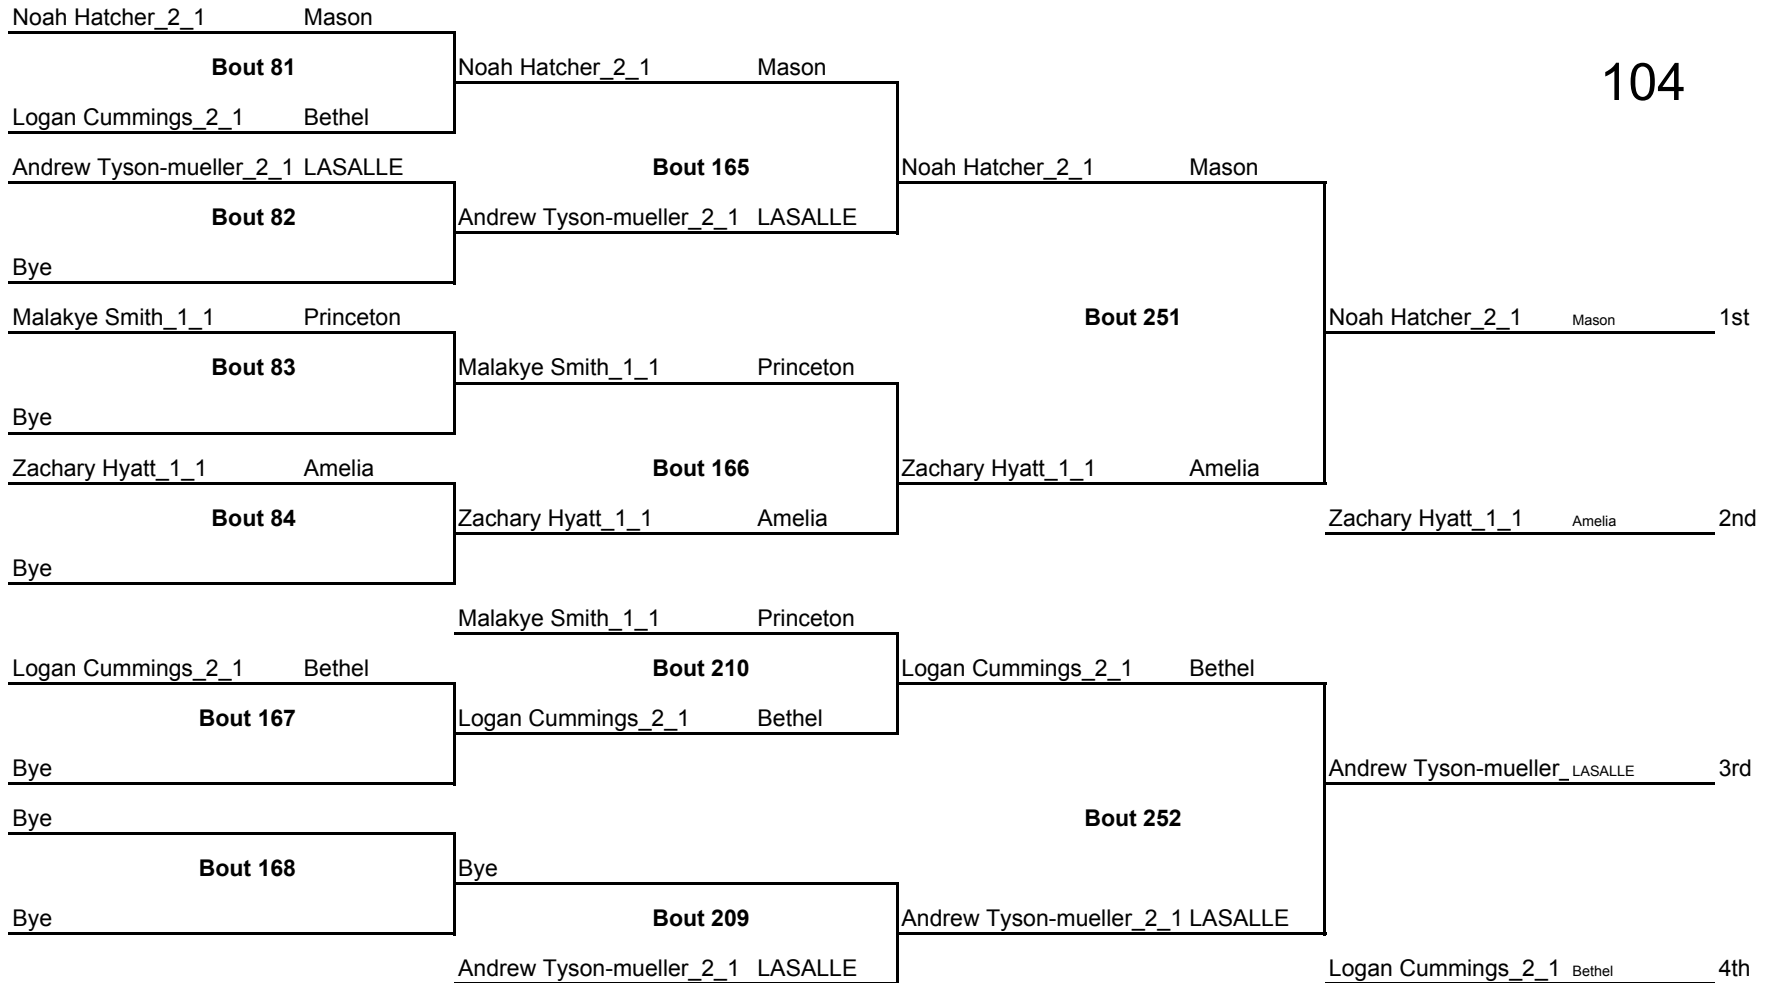 Noah Hatcher_2_1 Mason
Bout 81 Noah Hatcher_2_1 Mason
104
Logan Cummings_2_1 Bethel
Andrew Tyson-mueller_2_1 LASALLE Bout 165 Noah Hatcher_2_1 Mason
Bout 82 Andrew Tyson-mueller_2_1 LASALLE
Bye
Malakye Smith_1_1 Princeton Bout 251 Noah Hatcher_2_1 Mason 1st
Bout 83 Malakye Smith_1_1 Princeton
Bye
Zachary Hyatt_1_1 Amelia Bout 166 Zachary Hyatt_1_1 Amelia
Bout 84 Zachary Hyatt_1_1 Amelia Zachary Hyatt_1_1 Amelia 2nd
Bye
Malakye Smith_1_1 Princeton
Logan Cummings_2_1 Bethel Bout 210 Logan Cummings_2_1 Bethel
Bout 167 Logan Cummings_2_1 Bethel
Bye Andrew Tyson-mueller_ LASALLE 3rd
Bye Bout 252
Bout 168 Bye
Bye Bout 209 Andrew Tyson-mueller_2_1 LASALLE
Andrew Tyson-mueller_2_1 LASALLE Logan Cummings_2_1 Bethel 4th